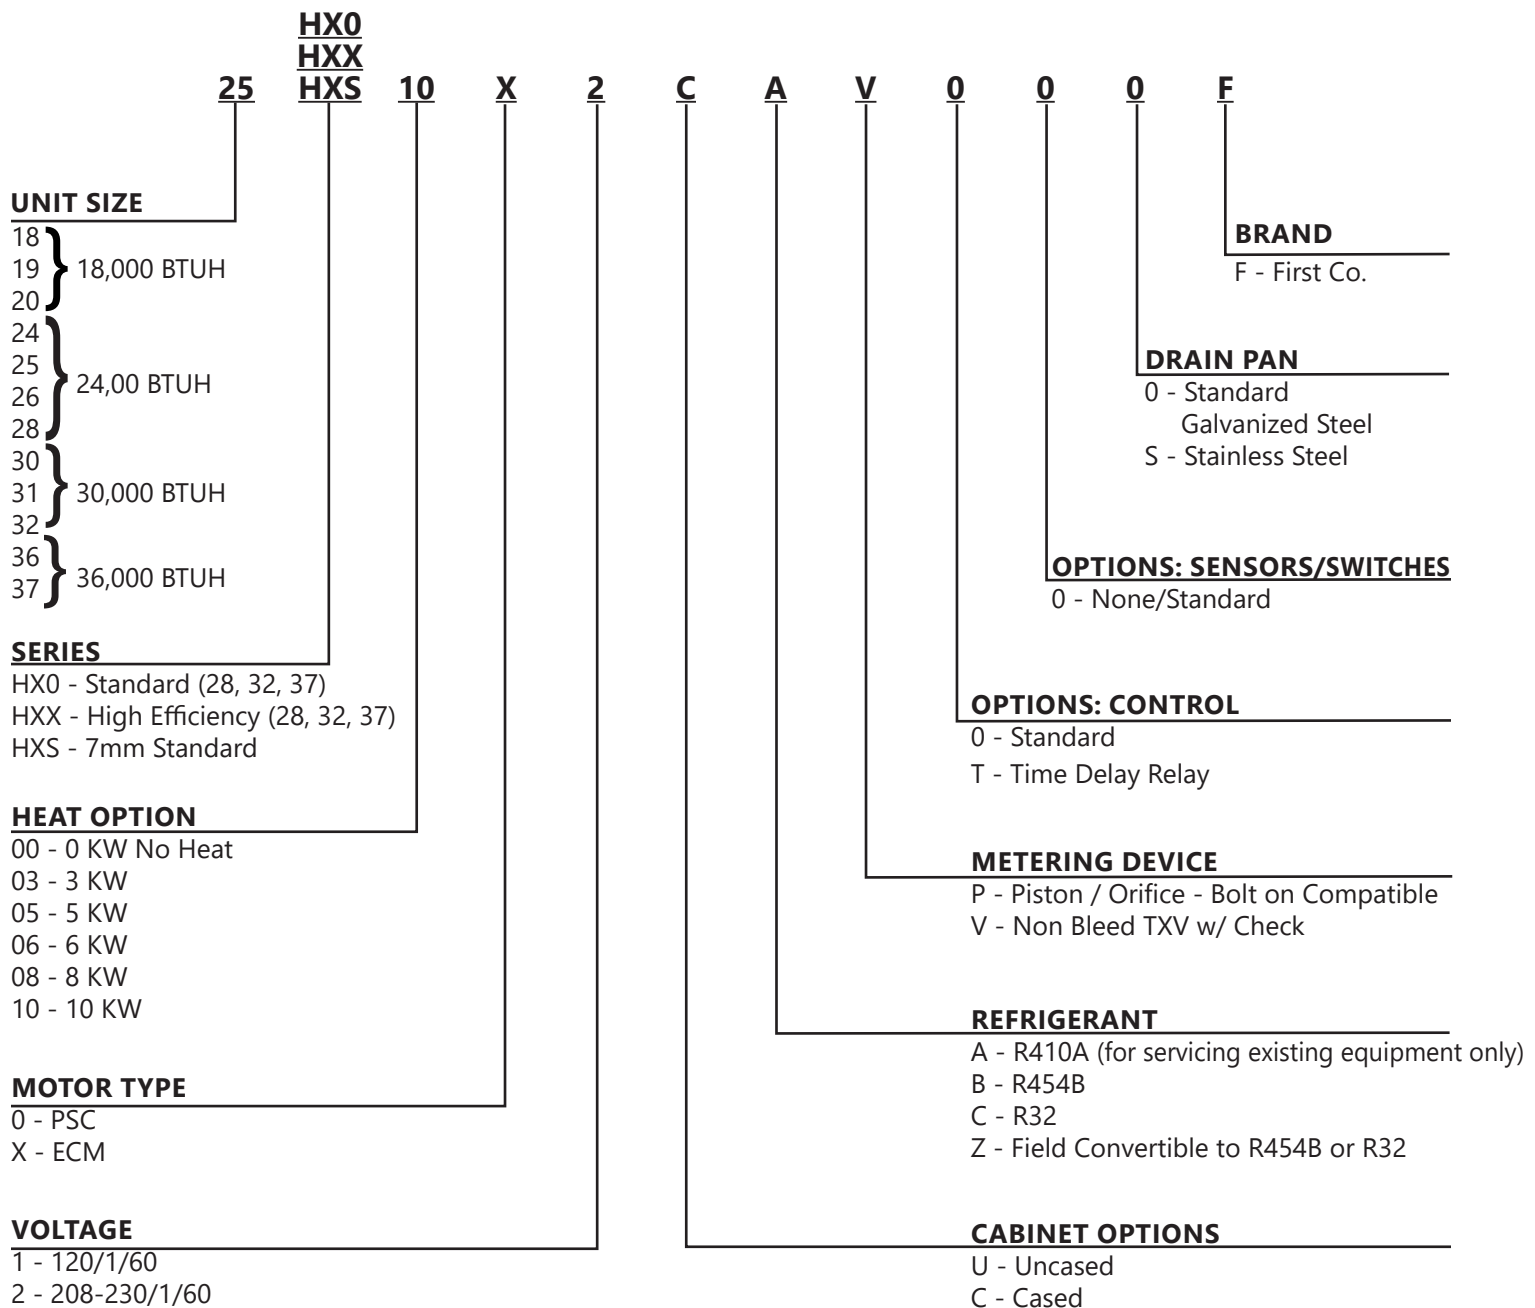 HX0
HXX
25 HXS 10 X 2 C A V 0 0 0 F
UNIT SIZE
18
19
20
18,000 BTUH
24
25
26
28
24,00 BTUH
30
31
32
30,000 BTUH
36
37
36,000 BTUH
SERIES
HX0 - Standard (28, 32, 37)
HXX - High Efficiency (28, 32, 37)
HXS - 7mm Standard
HEAT OPTION
00 - 0 KW No Heat
03 - 3 KW
05 - 5 KW
06 - 6 KW
08 - 8 KW
10 - 10 KW
MOTOR TYPE
0 - PSC
X - ECM
VOLTAGE
1 - 120/1/60
2 - 208-230/1/60
BRAND
F - First Co.
DRAIN PAN
0 - Standard
Galvanized Steel
S - Stainless Steel
OPTIONS: SENSORS/SWITCHES
0 - None/Standard
OPTIONS: CONTROL
0 - Standard
T - Time Delay Relay
METERING DEVICE
P - Piston / Orifice - Bolt on Compatible
V - Non Bleed TXV w/ Check
REFRIGERANT
A - R410A (for servicing existing equipment only)
B - R454B
C - R32
Z - Field Convertible to R454B or R32
CABINET OPTIONS
U - Uncased
C - Cased